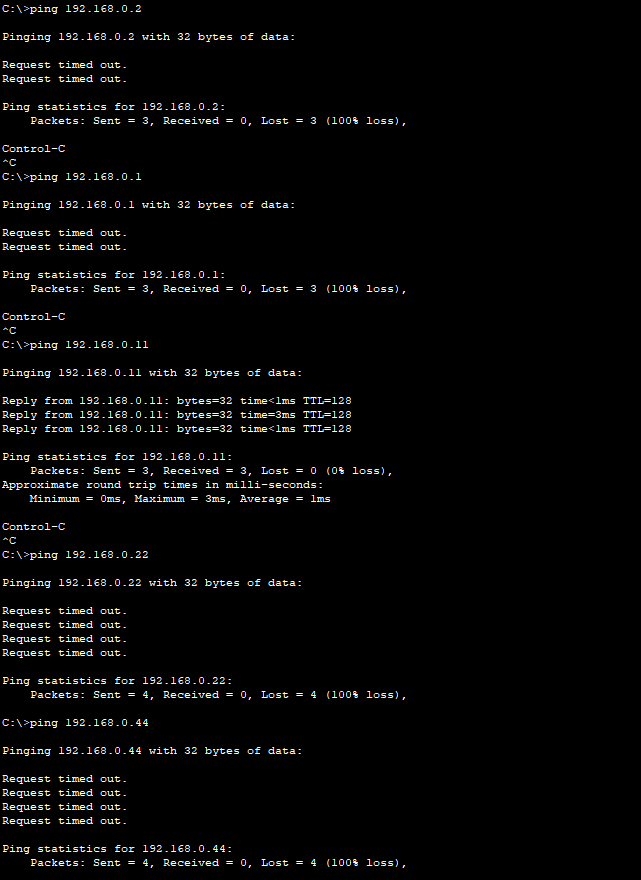 C:\>ping 192.168.0.2
Pinging 192.168.0.2 with 32 bytes of data:
Request timed out.
Request timed out.
Ping statistics for 192.168.0.2:
    Packets: Sent = 3, Received = 0, Lost = 3 (100% loss),
Control-C
^C
C:\>ping 192.168.0.1
Pinging 192.168.0.1 with 32 bytes of data:
Request timed out.
Request timed out.
Ping statistics for 192.168.0.1:
    Packets: Sent = 3, Received = 0, Lost = 3 (100% loss),
Control-C
^C
C:\>ping 192.168.0.11
Pinging 192.168.0.11 with 32 bytes of data:
Reply from 192.168.0.11: bytes=32 time<1ms TTL=128
Reply from 192.168.0.11: bytes=32 time=3ms TTL=128
Reply from 192.168.0.11: bytes=32 time<1ms TTL=128
Ping statistics for 192.168.0.11:
    Packets: Sent = 3, Received = 3, Lost = 0 (0% loss),
Approximate round trip times in milli-seconds:
    Minimum = 0ms, Maximum = 3ms, Average = 1ms
Control-C
^C
C:\>ping 192.168.0.22
Pinging 192.168.0.22 with 32 bytes of data:
Request timed out.
Request timed out.
Request timed out.
Request timed out.
Ping statistics for 192.168.0.22:
    Packets: Sent = 4, Received = 0, Lost = 4 (100% loss),
C:\>ping 192.168.0.44
Pinging 192.168.0.44 with 32 bytes of data:
Request timed out.
Request timed out.
Request timed out.
Request timed out.
Ping statistics for 192.168.0.44:
    Packets: Sent = 4, Received = 0, Lost = 4 (100% loss),